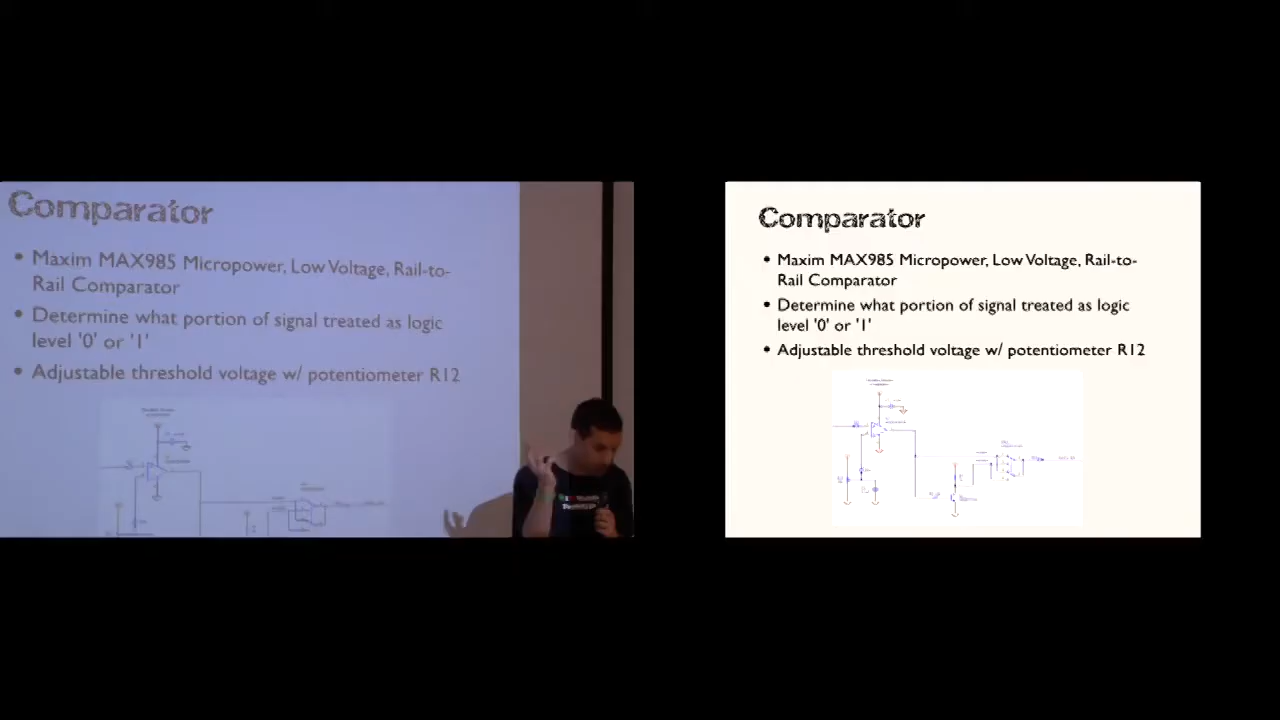 Comparator
• Maxim MAX985 Micropower, Low Voltage, Rail-to-
Rail Comparator
• Determine what portion of signal treated as logic
level '0' or '1'
• Adjustable threshold voltage w/ potentiometer R12
Comparator
• Maxim MAX985 Micropower, Low Voltage, Rail-to-
Rail Comparator
• Determine what portion of signal treated as logic
level '0' or '1'
• Adjustable threshold voltage w/ potentiometer R12